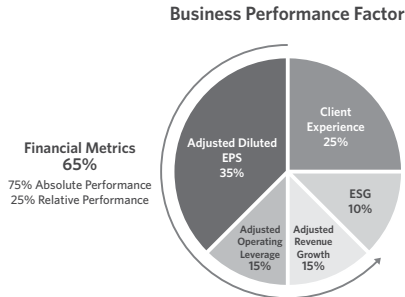 Business Performance Factor
Financial Metrics
65%
75% Absolute Performance
25% Relative Performance
Adjusted Diluted
EPS
35%
Client
Experience
25%
ESG
10%
Adjusted
Operating
Leverage
15%
Adjusted
Revenue
Growth
15%